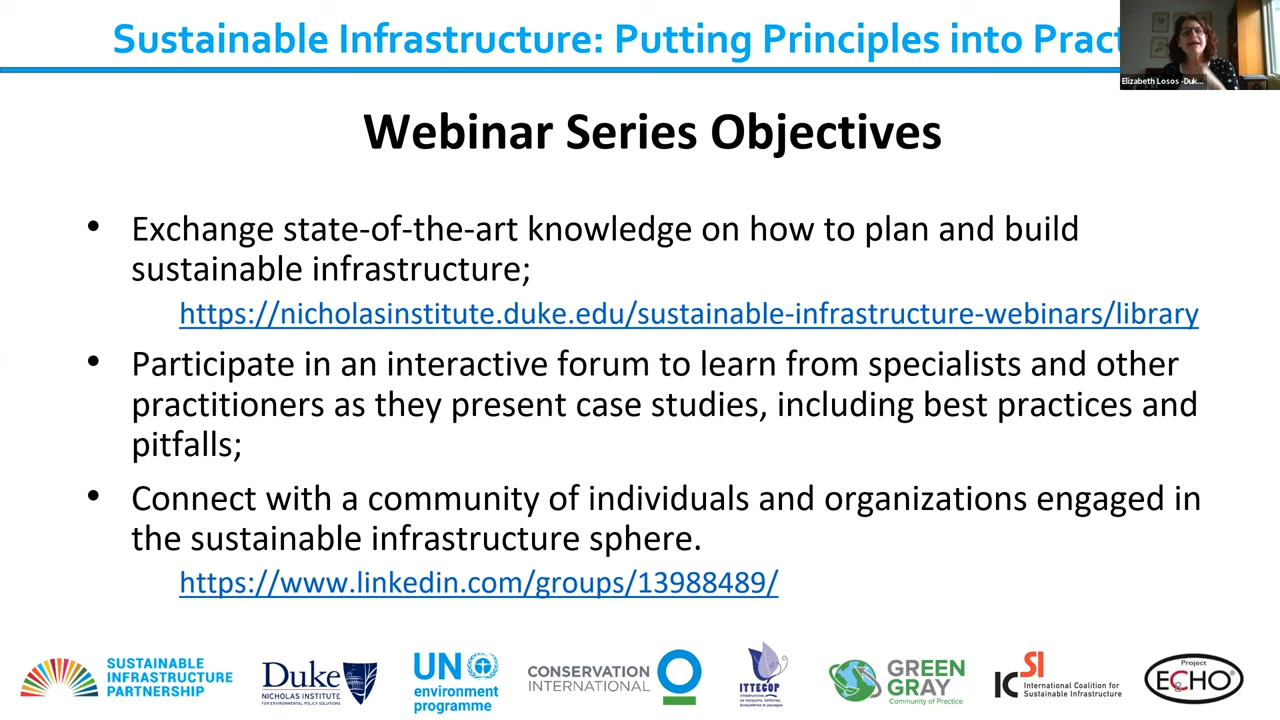 Sustainable Infrastructure: Putting Principles into Pract
Elizabeth Losos -Duk...
Webinar Series Objectives
• Exchange state-of-the-art knowledge on how to plan and build
sustainable infrastructure;
https://nicholasinstitute.duke.edu/sustainable-infrastructure-webinars/library
• Participate in an interactive forum to learn from specialists and other
practitioners as they present case studies, including best practices and
pitfalls;
• Connect with a community of individuals and organizations engaged in
the sustainable infrastructure sphere.
https://www.linkedin.com/groups/13988489/
SUSTAINABLE
INFRASTRUCTURE
PARTNERSHIP
Duke
NICHOLAS INSTITUTE
FOR ENVIRONMENTAL POLICY SOLUTIONS
UN
environment
programme
CONSERVATION
INTERNATIONAL
ITTECOP
GREEN
GRAY
Community of Practice
ICSI
International Coalition for
Sustainable Infrastructure
Project
ECHO®